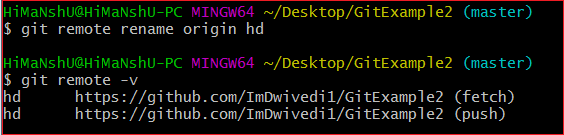 HiMaNshU@HiMaNshU-PC MINGW64 ~/Desktop/GitExample2 (master)
$ git remote rename origin hd
HiMaNshU@HiMaNshU-PC MINGW64 ~/Desktop/GitExample2 (master)
$ git remote -v
hd      https://github.com/ImDwivedi1/GitExample2 (fetch)
hd      https://github.com/ImDwivedi1/GitExample2 (push)